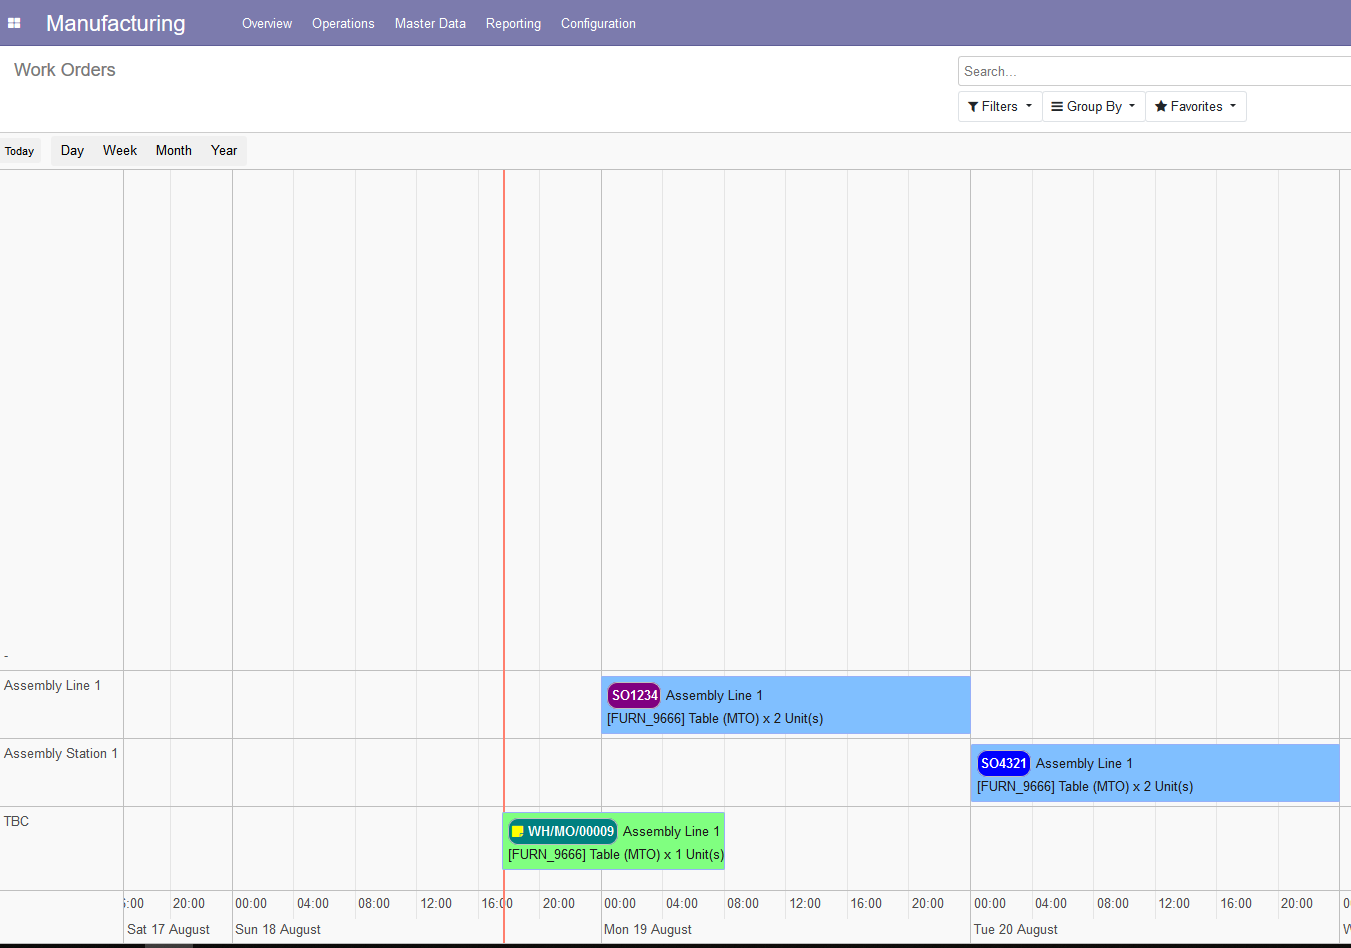 Manufacturing Overview Operations Master Data Reporting Configuration
Work Orders
Search...
Filters Group By Favorites
Today Day Week Month Year
-
Assembly Line 1
SO1234 Assembly Line 1
[FURN_9666] Table (MTO) x 2 Unit(s)
Assembly Station 1
SO4321 Assembly Line 1
[FURN_9666] Table (MTO) x 2 Unit(s)
TBC
WH/MO/00009 Assembly Line 1
[FURN_9666] Table (MTO) x 1 Unit(s)
:00 20:00 00:00 04:00 08:00 12:00 16:00 20:00 00:00 04:00 08:00 12:00 16:00 20:00 00:00 04:00 08:00 12:00 16:00 20:00
Sat 17 August Sun 18 August Mon 19 August Tue 20 August